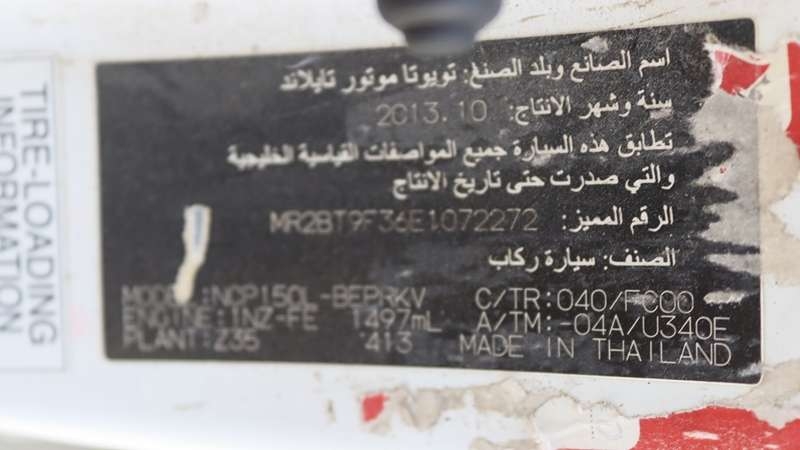 TIRE-LOADING
INFORMATION
اسم الصانع وبلد الصنع: تويوتا موتور تايلاند
سنة وشهر الانتاج: 2013.10
تطابق هذه السيارة جميع المواصفات القياسية الخليجية
والتي صدرت حتى تاريخ الانتاج
الرقم المميز: MR2BT9F36E1072272
الصنف: سيارة ركاب
MODEL:NCP150L-BEPRKV C/TR:040/FC00
ENGINE:1NZ-FE 1497mL A/TM:-04A/U340E
PLANT:Z35 413 MADE IN THAILAND